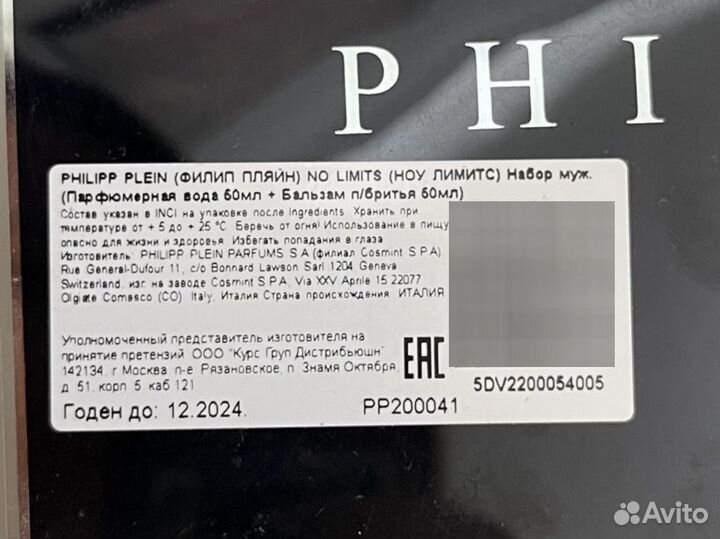 PHI
PHILIPP PLEIN (ФИЛИП ПЛЯЙН) NO LIMITS (НОУ ЛИМИТС) Набор муж.
(Парфюмерная вода 50мл + Бальзам п/бритья 50мл)
Состав указан в INCI на упаковке после Ingredients. Хранить при
температуре от + 5 до + 25 °C Беречь от огня! Использование в пищу
опасно для жизни и здоровья Избегать попадания в глаза
Изготовитель: PHILIPP PLEIN PARFUMS S A (филиал Cosmint S P A)
Rue General-Dufour 11, c/o Bonnard Lawson Sarl 1204 Geneva
Switzerland, изг. на заводе Cosmint S P A, Via XXV Aprile 15 22077
Olgiate Comasco (CO) Italy, Италия Страна происхождения ИТАЛИЯ
Уполномоченный представитель изготовителя на
принятие претензий ООО "Курс Груп Дистрибьюшн"
142134, г Москва п-е Рязановское, п Знамя Октября,
д 51, корп 5 каб 121
EAC
5DV2200054005
Годен до: 12.2024.
PP200041
Avito